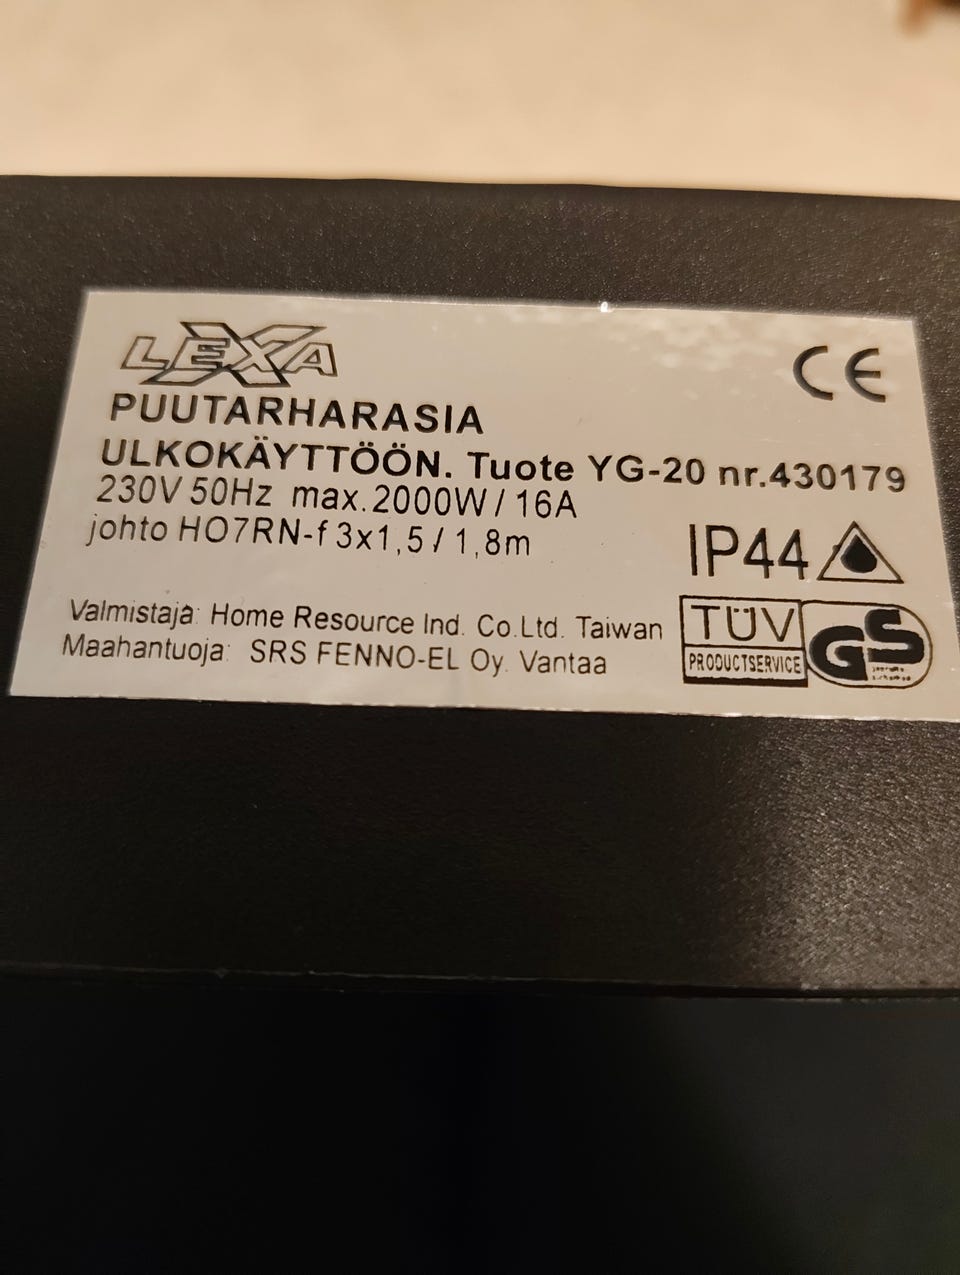 LEXA
CE
PUUTARHARASIA
ULKOKÄYTTÖÖN. Tuote YG-20 nr.430179
230V 50Hz max.2000W / 16A
johto HO7RN-f 3x1,5 / 1,8m
IP44
Valmistaja: Home Resource Ind. Co.Ltd. Taiwan
Maahantuoja: SRS FENNO-EL Oy. Vantaa
TÜV
PRODUCTSERVICE
GS